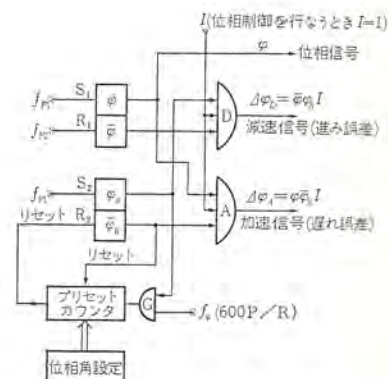 I(位相制御を行なうとき I=1)
φ
位相信号
S₁
f_P1
φ
R₁
f_P2
φ̄
D
Δφ_D=φ̄φ_s I
減速信号(進み誤差)
S₂
f_P1
φ_s
リセット R₂
φ̄_s
A
Δφ_A=φφ̄_s I
加速信号(遅れ誤差)
リセット
プリセット
カウンタ
G
f_e(600P/R)
位相角設定